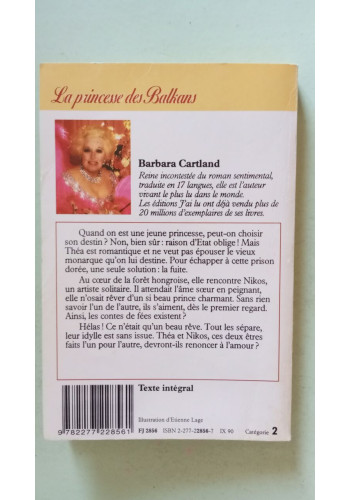 La princesse des Balkans
Barbara Cartland
Reine incontestée du roman sentimental,
traduite en 17 langues, elle est l'auteur
vivant le plus lu dans le monde.
Les éditions J'ai lu ont déjà vendu plus de
20 millions d'exemplaires de ses livres.
Quand on est une jeune princesse, peut-on choisir
son destin ? Non, bien sûr : raison d'Etat oblige ! Mais
Théa est romantique et ne veut pas épouser le vieux
monarque qu'on lui destine. Pour échapper à cette prison
dorée, une seule solution : la fuite.
Au cœur de la forêt hongroise, elle rencontre Nikos,
un artiste solitaire. Il attendait l'âme sœur en peignant,
elle n'osait rêver d'un si beau prince charmant. Sans rien
savoir l'un de l'autre, ils s'aiment, dès le premier regard.
Ainsi, les contes de fées existent ?
Hélas ! Ce n'était qu'un beau rêve. Tout les sépare,
leur idylle est sans issue. Théa et Nikos, ces deux êtres
faits l'un pour l'autre, devront-ils renoncer à l'amour ?
Texte intégral
Illustration d'Etienne Lage
9 782277 228561
FJ 2856 ISBN 2-277-22856-7 IX 90 Catégorie 2